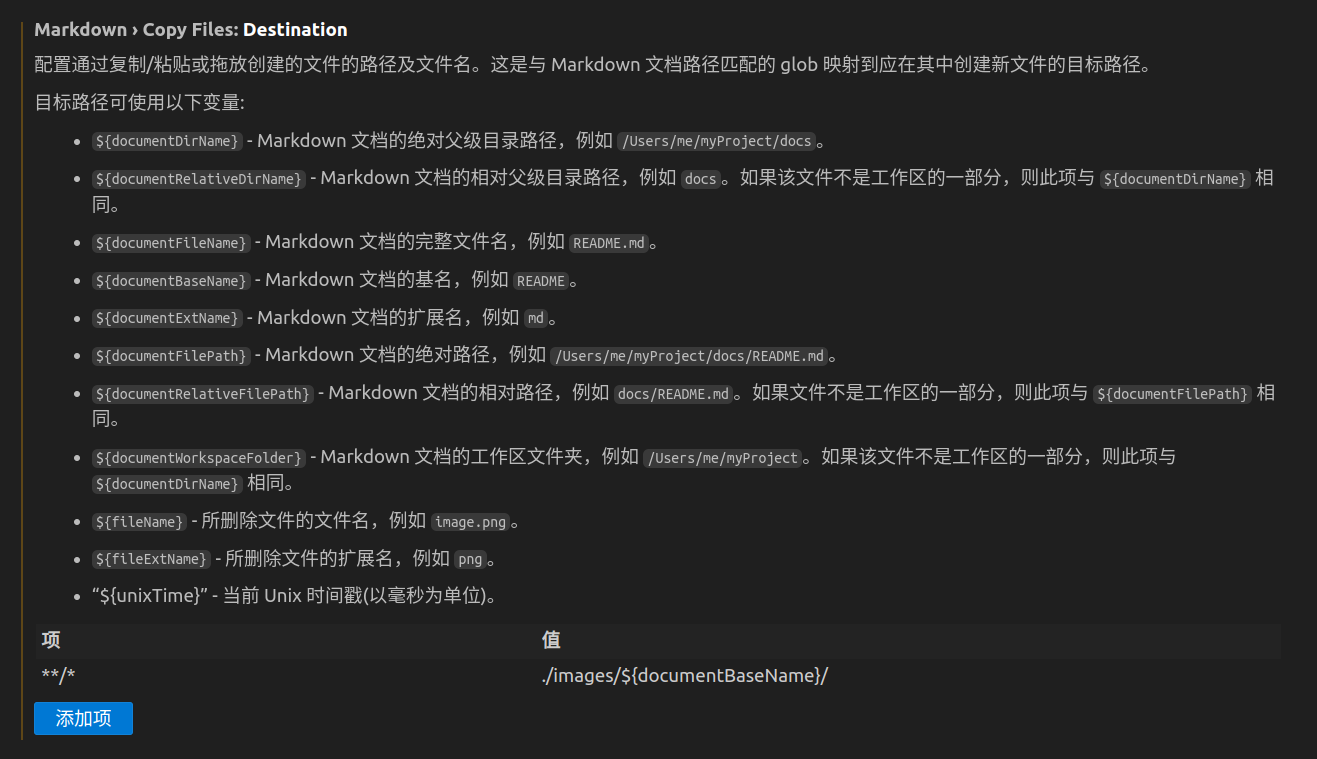 Markdown › Copy Files: Destination
配置通过复制/粘贴或拖放创建的文件的路径及文件名。这是与 Markdown 文档路径匹配的 glob 映射到应在其中创建新文件的目标路径。
目标路径可使用以下变量:
• ${documentDirName} - Markdown 文档的绝对父级目录路径，例如 /Users/me/myProject/docs。
• ${documentRelativeDirName} - Markdown 文档的相对父级目录路径，例如 docs。如果该文件不是工作区的一部分，则此项与 ${documentDirName} 相
同。
• ${documentFileName} - Markdown 文档的完整文件名，例如 README.md。
• ${documentBaseName} - Markdown 文档的基名，例如 README。
• ${documentExtName} - Markdown 文档的扩展名，例如 md。
• ${documentFilePath} - Markdown 文档的绝对路径，例如 /Users/me/myProject/docs/README.md。
• ${documentRelativeFilePath} - Markdown 文档的相对路径，例如 docs/README.md。如果文件不是工作区的一部分，则此项与 ${documentFilePath} 相
同。
• ${documentWorkspaceFolder} - Markdown 文档的工作区文件夹，例如 /Users/me/myProject。如果该文件不是工作区的一部分，则此项与
${documentDirName} 相同。
• ${fileName} - 所删除文件的文件名，例如 image.png。
• ${fileExtName} - 所删除文件的扩展名，例如 png。
• “${unixTime}” - 当前 Unix 时间戳(以毫秒为单位)。
项 值
**/* ./images/${documentBaseName}/
添加项